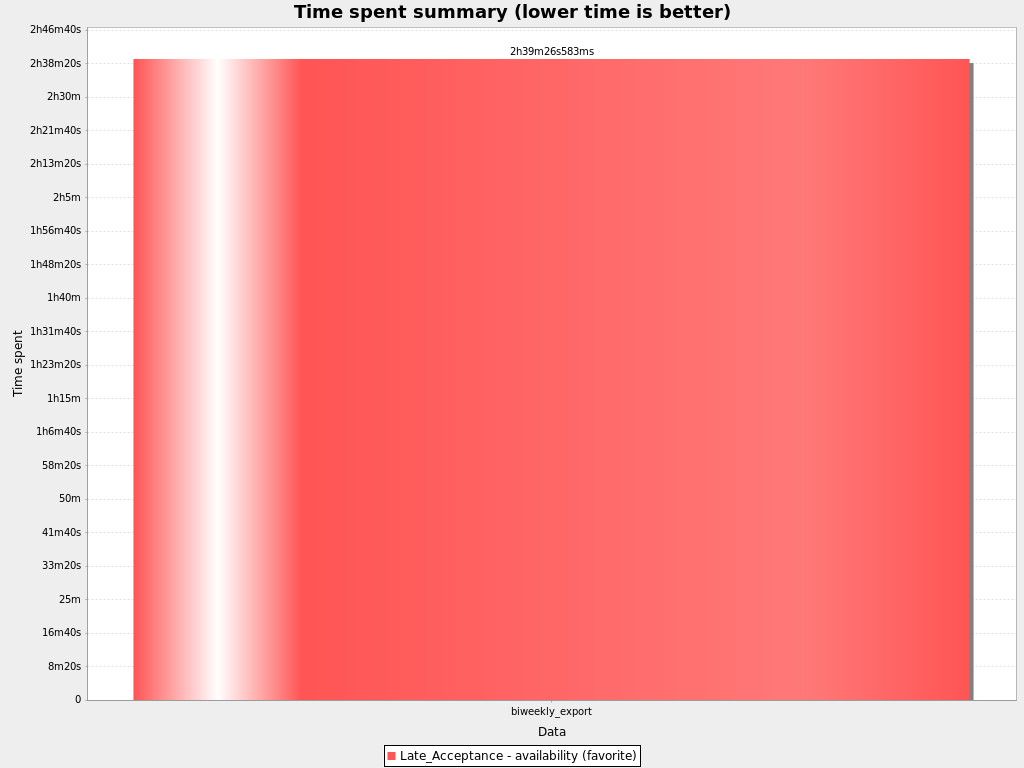 Time spent summary (lower time is better)
2h46m40s
2h39m26s583ms
2h38m20s
2h30m
2h21m40s
2h13m20s
2h5m
1h56m40s
1h48m20s
1h40m
1h31m40s
Time spent
1h23m20s
1h15m
1h6m40s
58m20s
50m
41m40s
33m20s
25m
16m40s
8m20s
0
biweekly_export
Data
Late_Acceptance - availability (favorite)